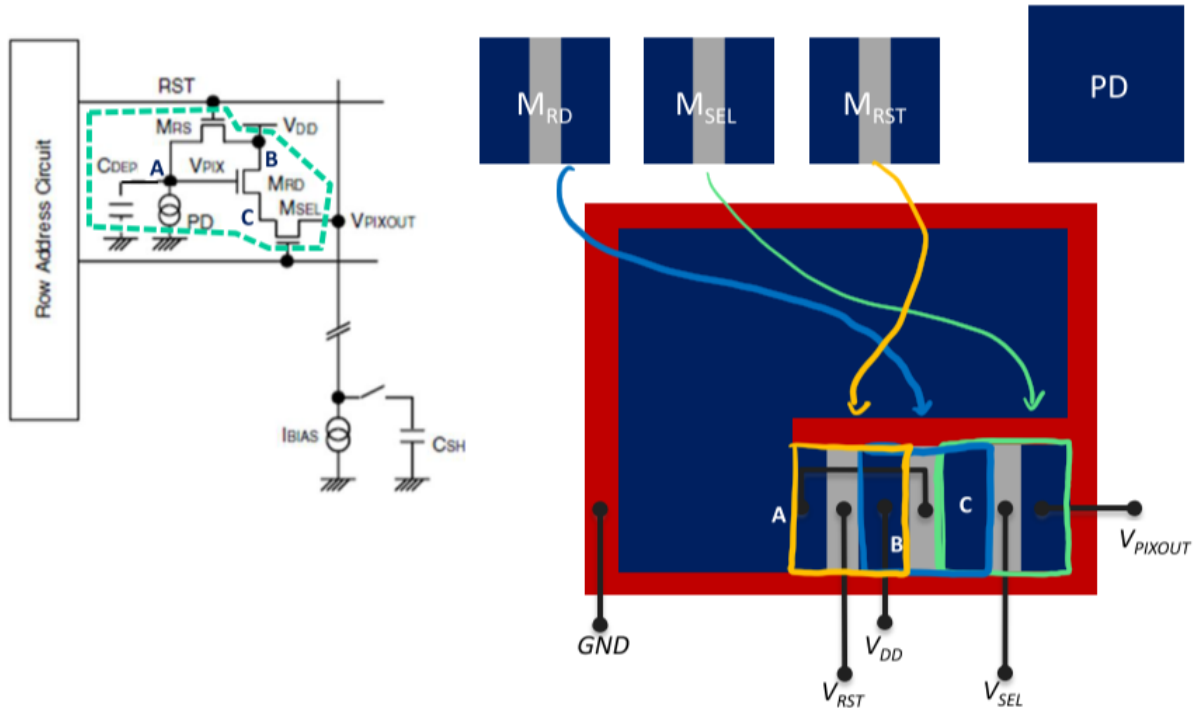 Row Address Circuit
RST
MRS
VDD
B
CDEP
A
VPIX
MRD
C
MSEL
PD
VPIXOUT
IBIAS
CSH
MRD
MSEL
MRST
PD
A
B
C
VPIXOUT
GND
VDD
VRST
VSEL